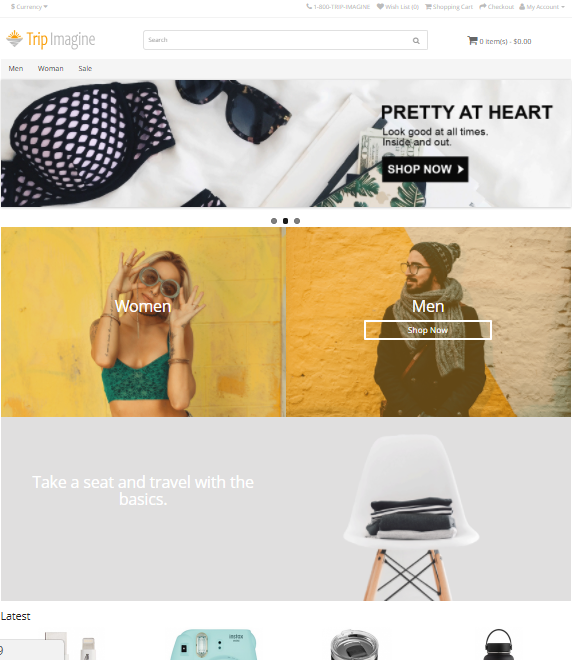 $ Currency
1-800-TRIP-IMAGINE Wish List (0) Shopping Cart Checkout My Account
Trip Imagine
Search
0 item(s) - $0.00
Men Woman Sale
PRETTY AT HEART
Look good at all times.
Inside and out.
SHOP NOW
Women
Men
Shop Now
Take a seat and travel with the
basics.
Latest
9
instax